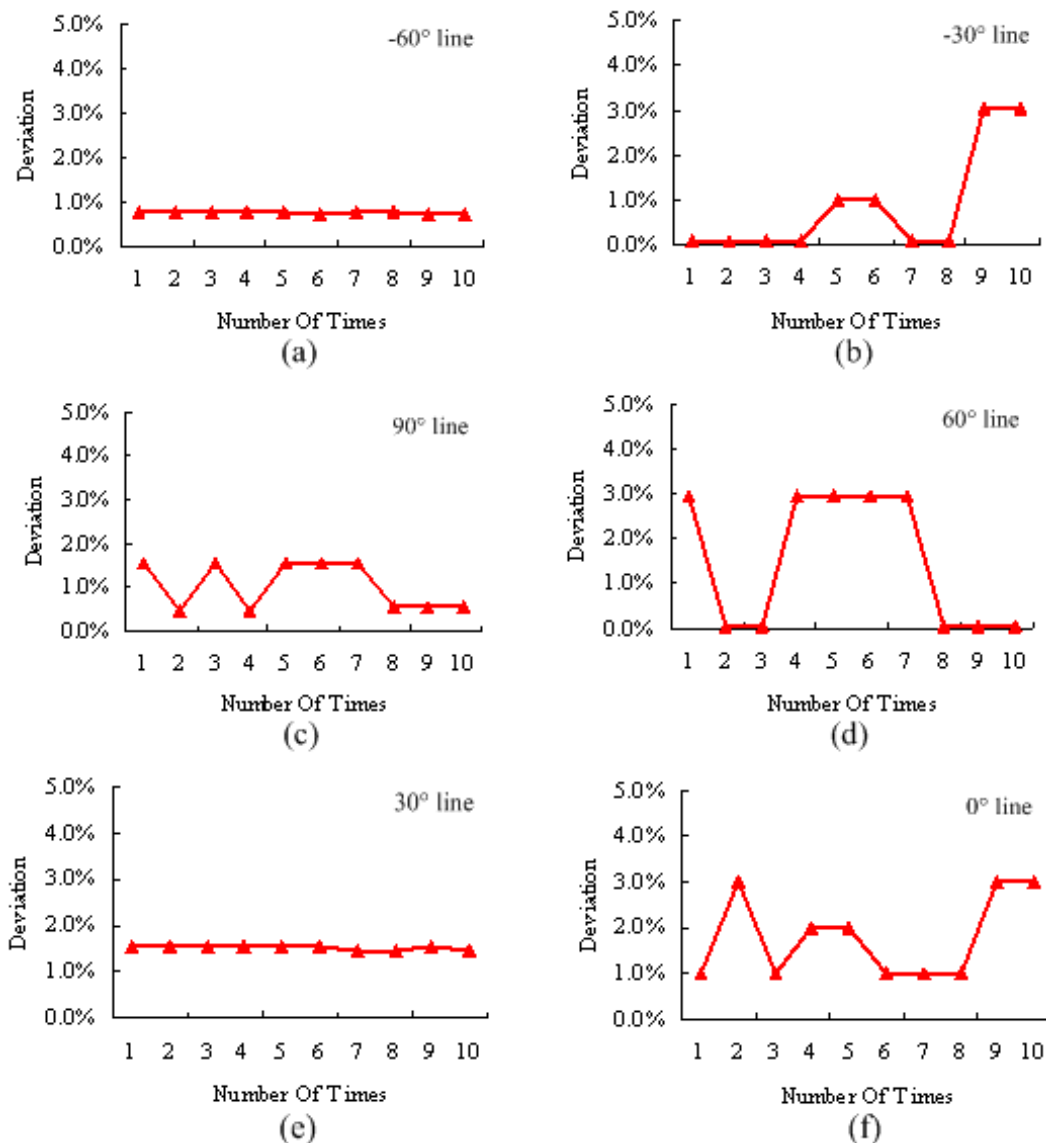 -60° line
5.0%
4.0%
3.0%
2.0%
1.0%
0.0%
Deviation
1 2 3 4 5 6 7 8 9 10
Number Of Times
(a)
-30° line
5.0%
4.0%
3.0%
2.0%
1.0%
0.0%
Deviation
1 2 3 4 5 6 7 8 9 10
Number Of Times
(b)
90° line
5.0%
4.0%
3.0%
2.0%
1.0%
0.0%
Deviation
1 2 3 4 5 6 7 8 9 10
Number Of Times
(c)
60° line
5.0%
4.0%
3.0%
2.0%
1.0%
0.0%
Deviation
1 2 3 4 5 6 7 8 9 10
Number Of Times
(d)
30° line
5.0%
4.0%
3.0%
2.0%
1.0%
0.0%
Deviation
1 2 3 4 5 6 7 8 9 10
Number Of Times
(e)
0° line
5.0%
4.0%
3.0%
2.0%
1.0%
0.0%
Deviation
1 2 3 4 5 6 7 8 9 10
Number Of Times
(f)